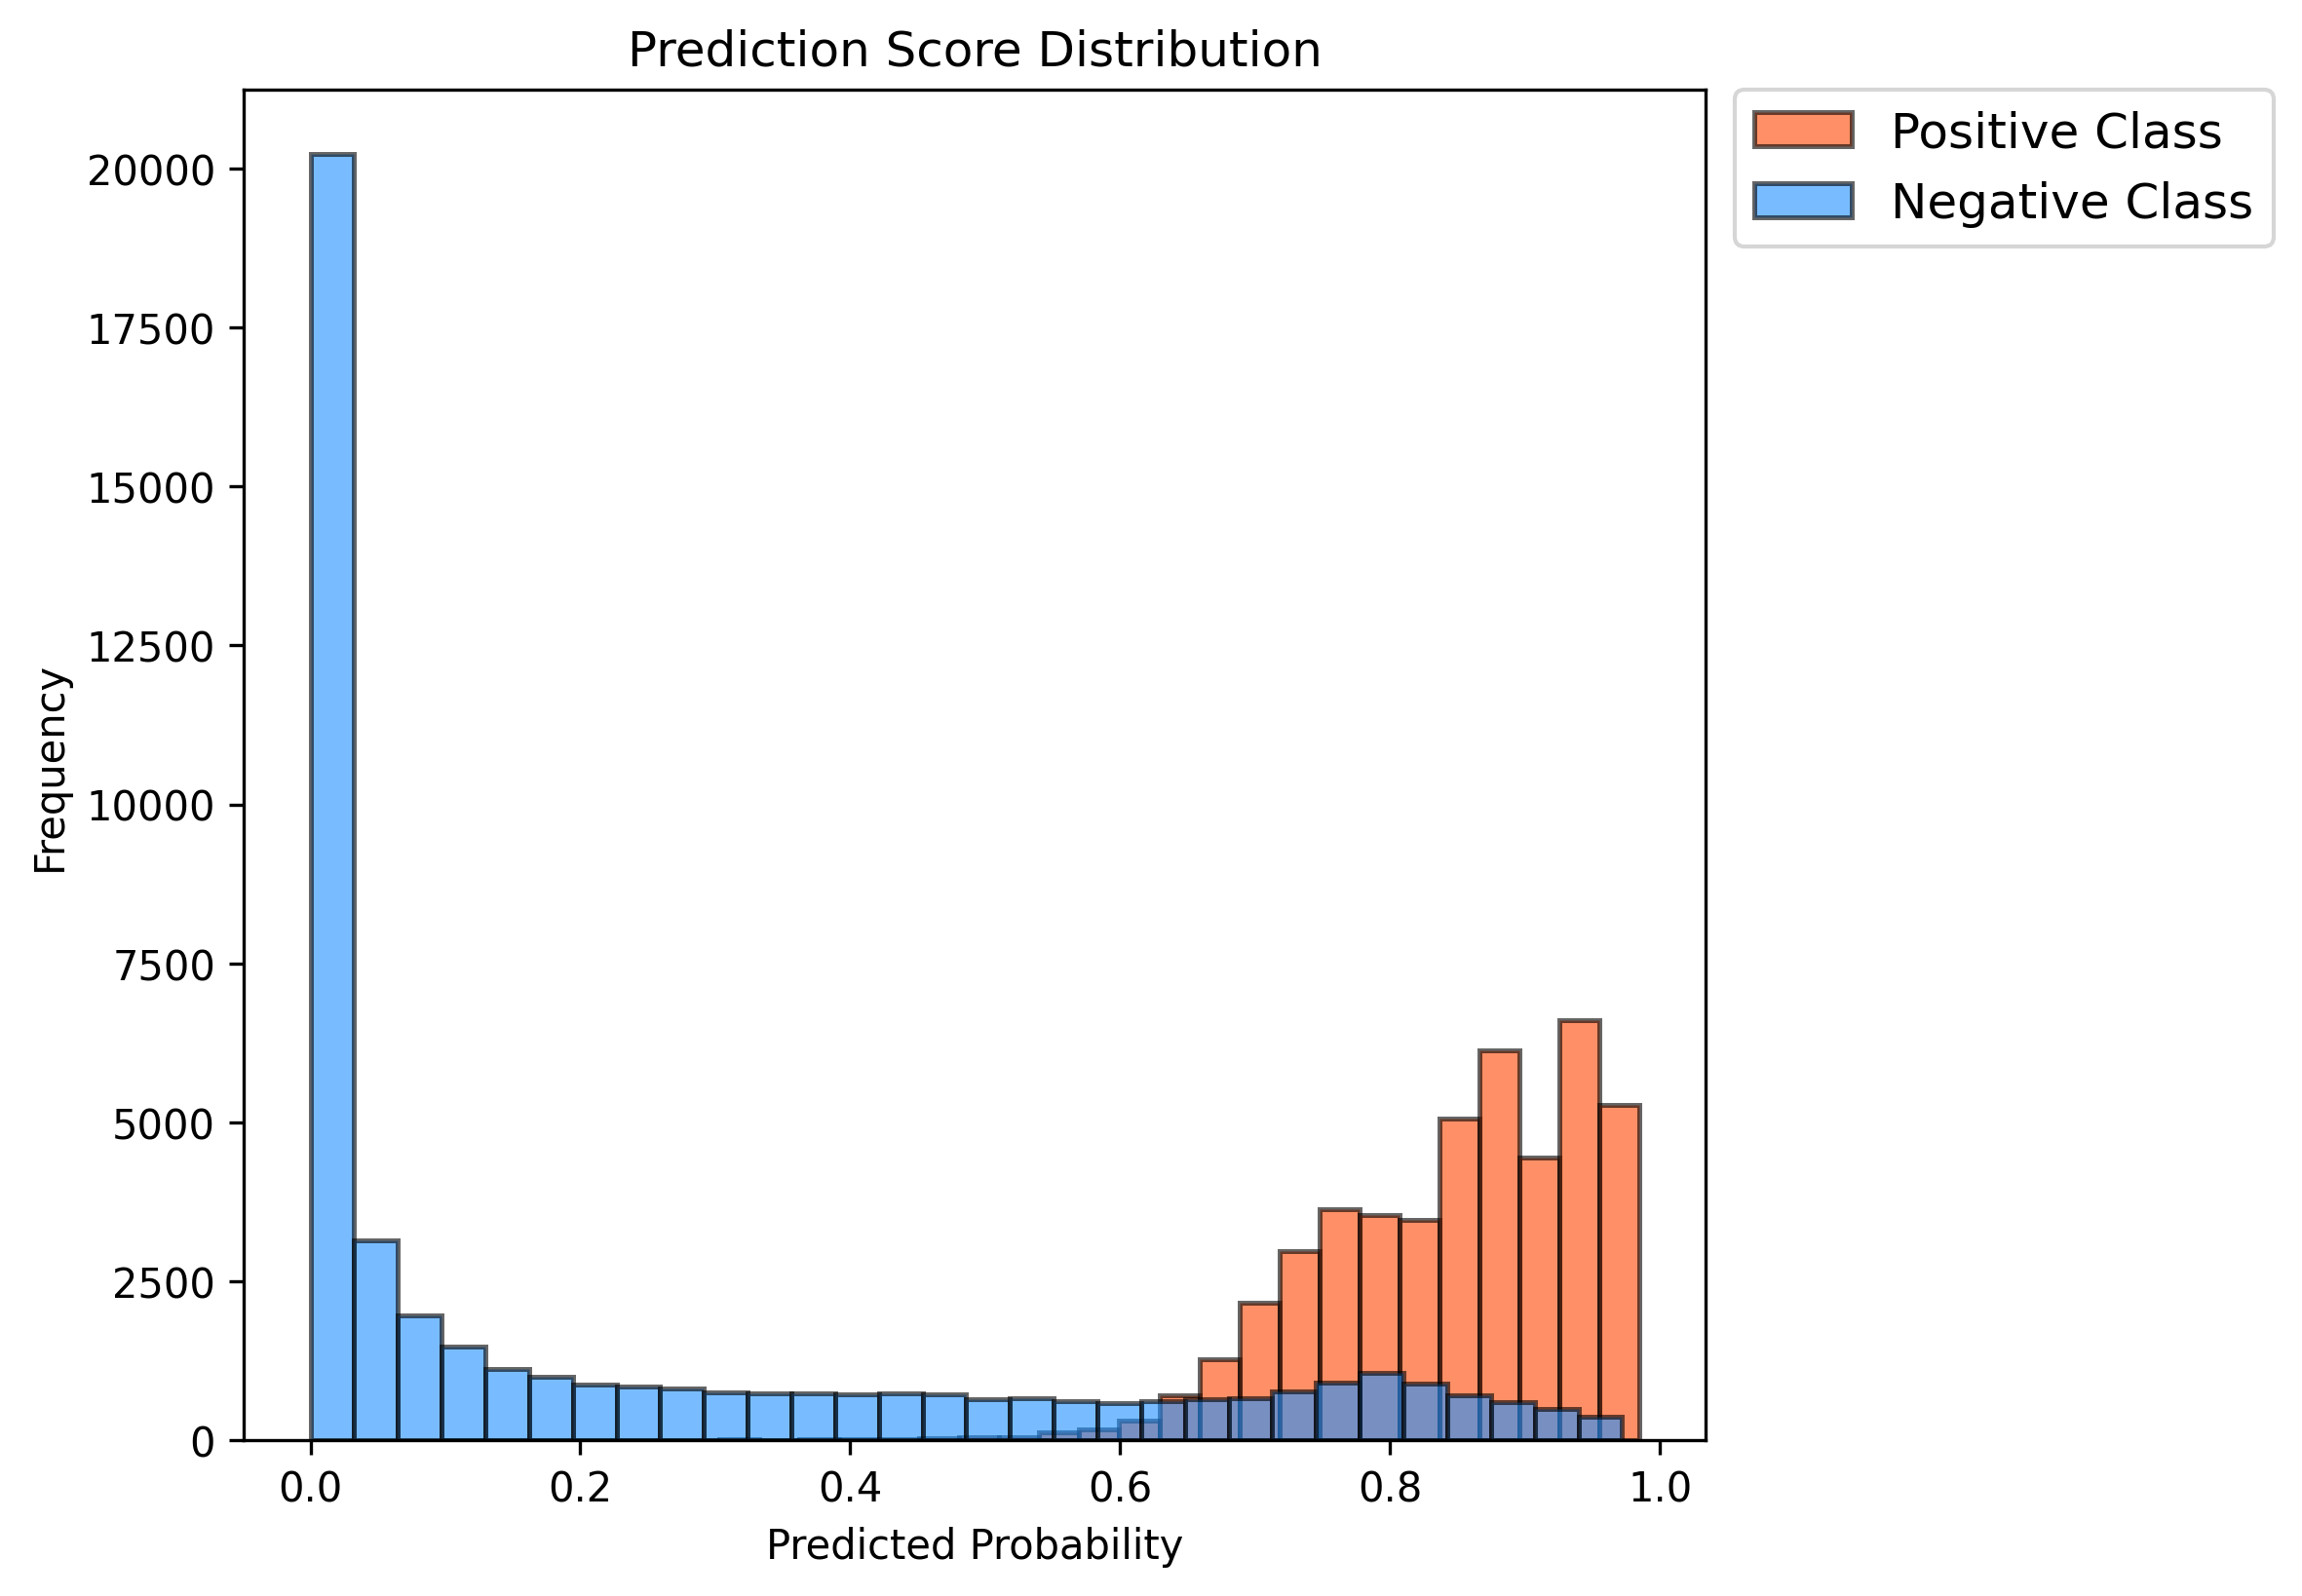 Prediction Score Distribution
Positive Class
Negative Class
Frequency
20000
17500
15000
12500
10000
7500
5000
2500
0
0.0 0.2 0.4 0.6 0.8 1.0
Predicted Probability